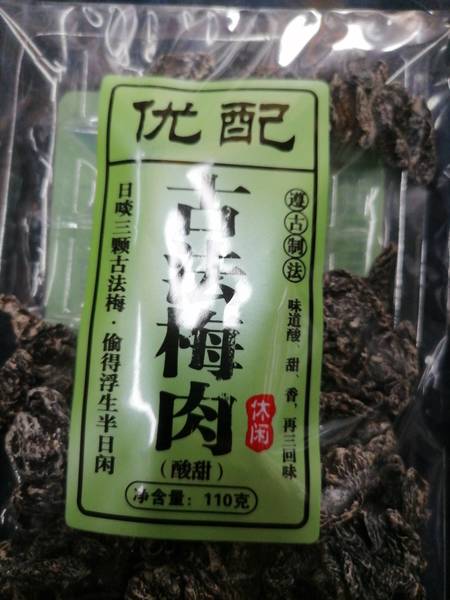 优配
遵古制法
味道酸、甜、香，再三回味
古法梅肉
（酸甜）
休闲
日啖三颗古法梅·偷得浮生半日闲
净含量：110克